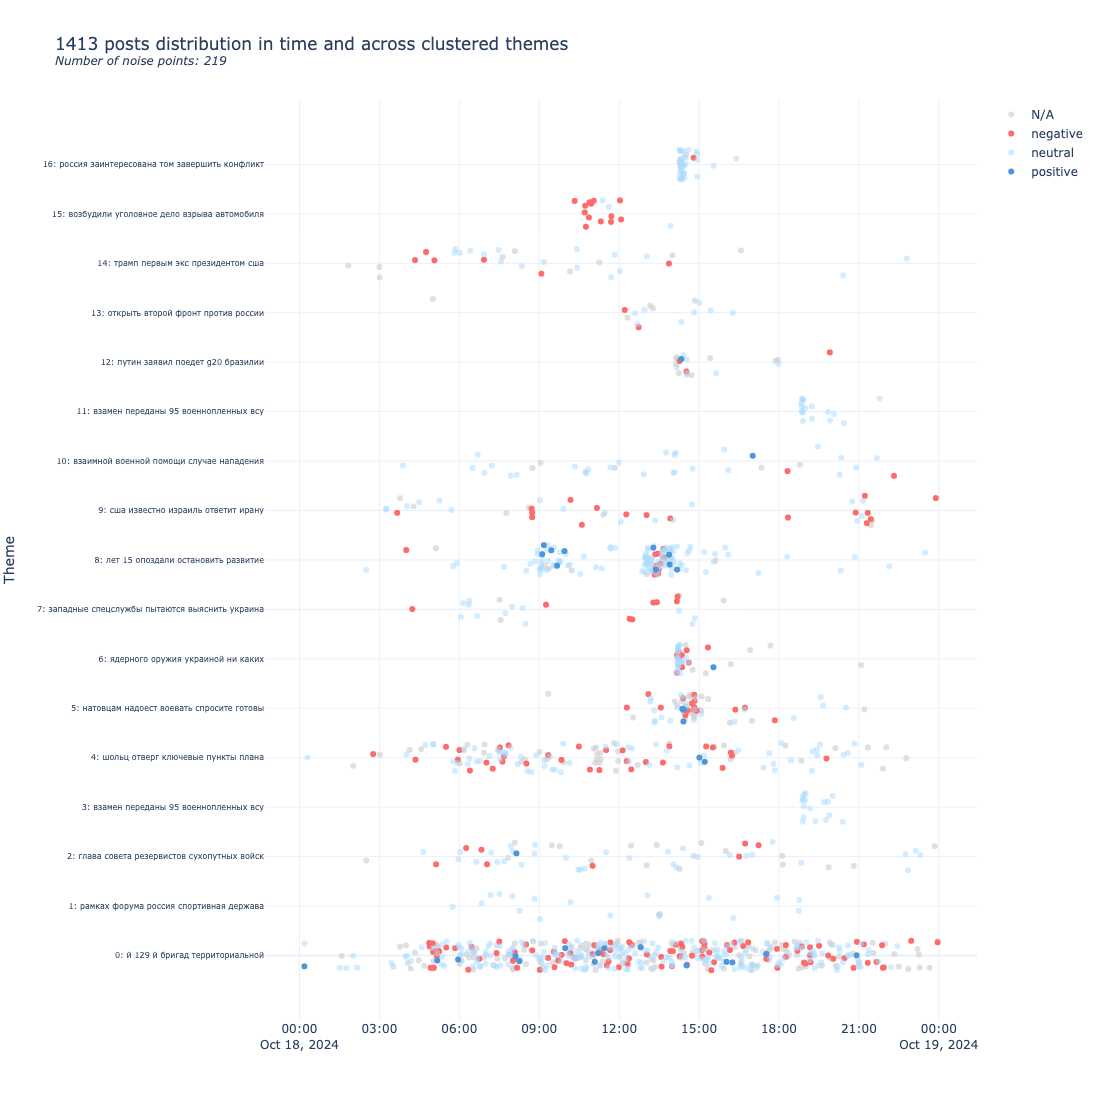 1413 posts distribution in time and across clustered themes
Number of noise points: 219
N/A
negative
neutral
positive
16: россия заинтересована том завершить конфликт
15: возбудили уголовное дело взрыва автомобиля
14: трамп первым экс президентом сша
13: открыть второй фронт против россии
12: путин заявил поедет g20 бразилии
11: взамен переданы 95 военнопленных всу
10: взаимной военной помощи случае нападения
9: сша известно израиль ответит ирану
8: лет 15 опоздали остановить развитие
7: западные спецслужбы пытаются выяснить украина
6: ядерного оружия украиной ни каких
5: натовцам надоест воевать спросите готовы
4: шольц отверг ключевые пункты плана
3: взамен переданы 95 военнопленных всу
2: глава совета резервистов сухопутных войск
1: рамках форума россия спортивная держава
0: й 129 й бригад территориальной
Theme
00:00 03:00 06:00 09:00 12:00 15:00 18:00 21:00 00:00
Oct 18, 2024 Oct 19, 2024